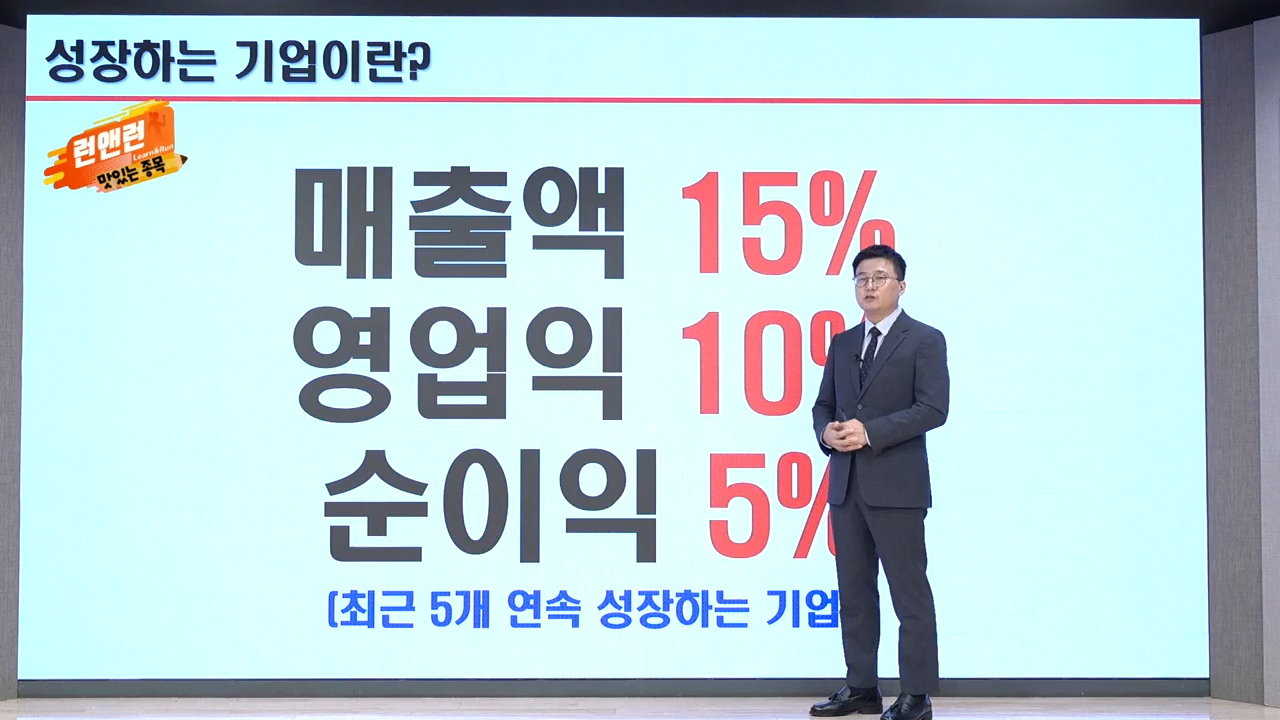 성장하는 기업이란?
런앤런
Learn&Run
맛있는 종목
매출액 15%
영업익 10%
순이익 5%
(최근 5개 연속 성장하는 기업